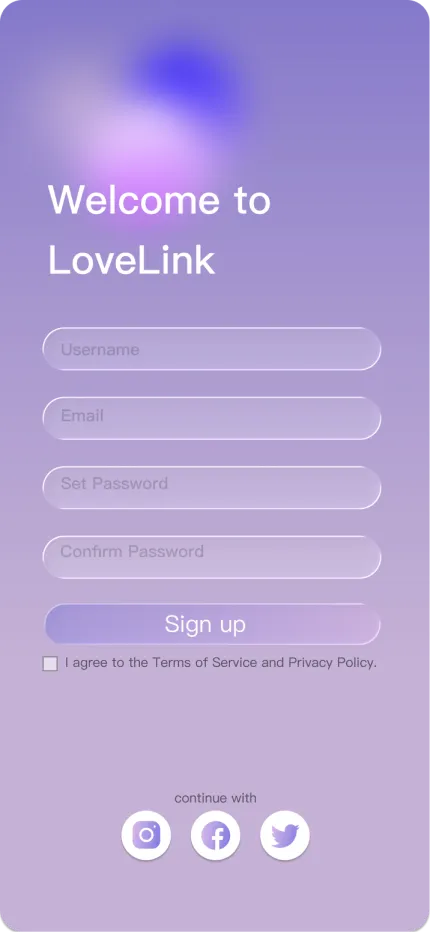 Welcome to
LoveLink
Username
Email
Set Password
Confirm Password
Sign up
I agree to the Terms of Service and Privacy Policy.
continue with